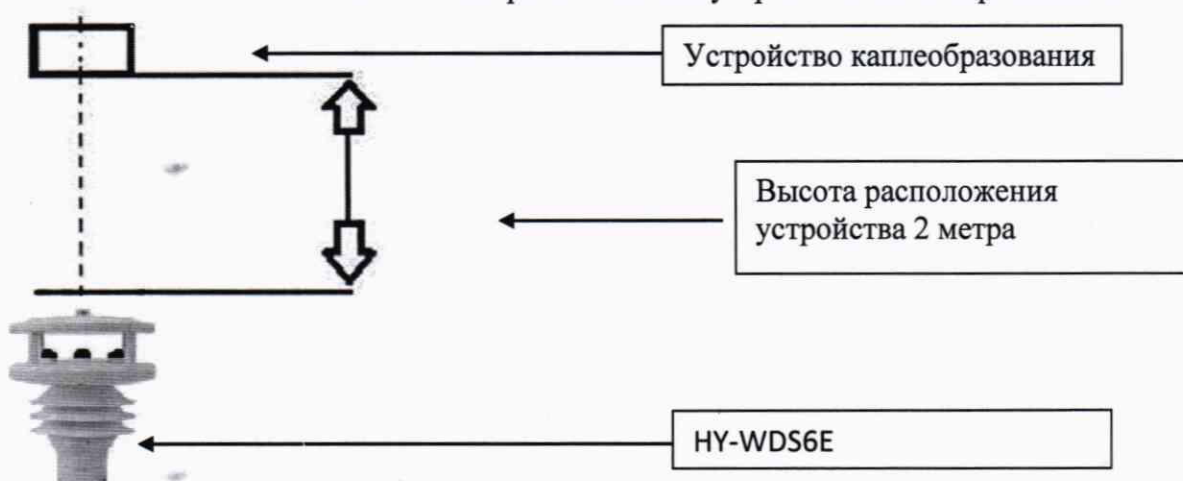 Устройство каплеобразования
Высота расположения
устройства 2 метра
HY-WDS6E